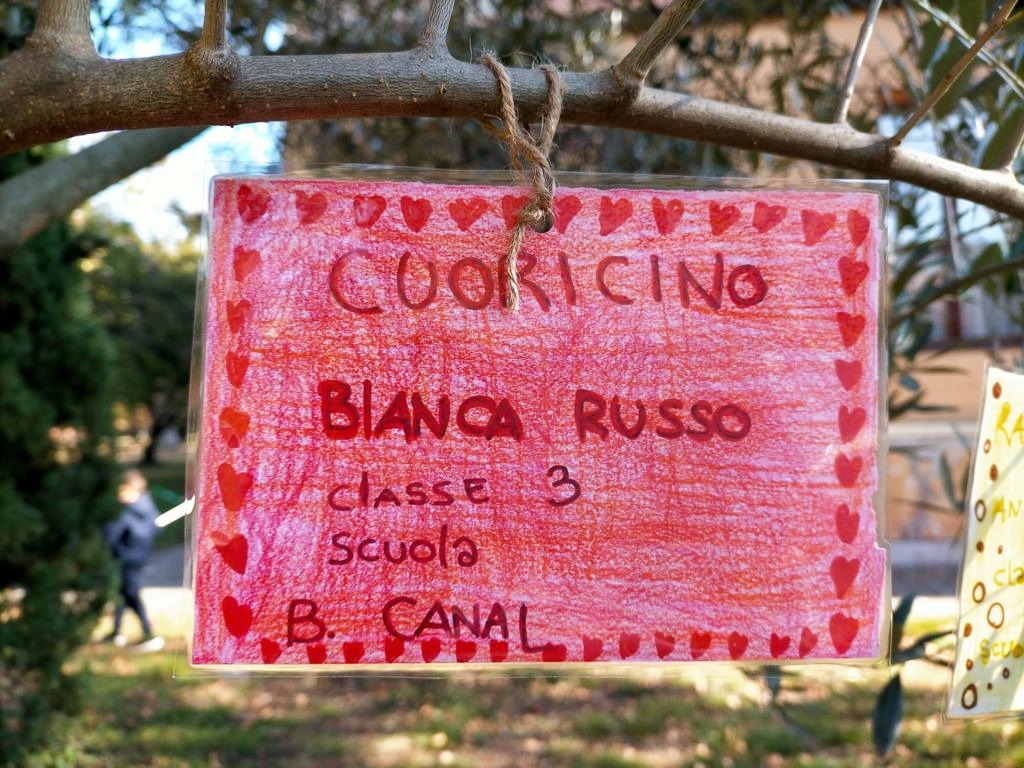 CUORICINO
BIANCA RUSSO
classe 3
scuola
B. CANAL